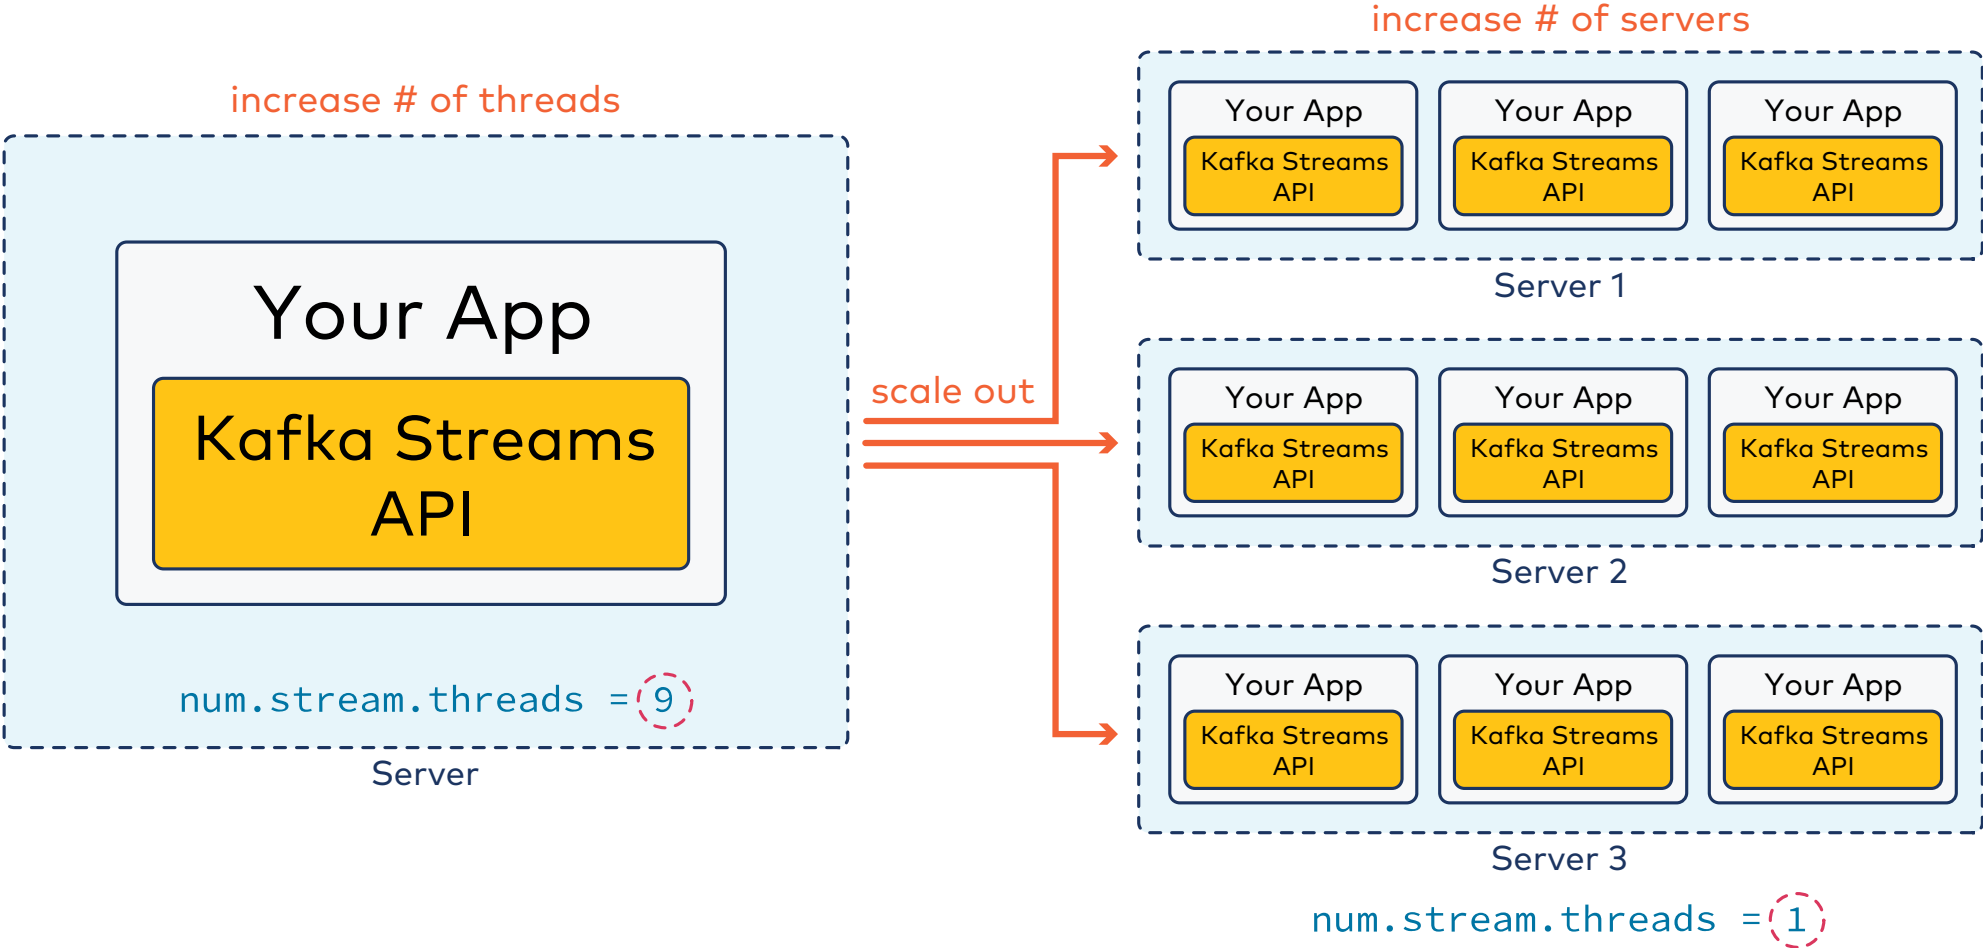 increase # of threads
Your App
Kafka Streams
API
num.stream.threads = 9
Server
scale out
increase # of servers
Your App
Kafka Streams
API
Your App
Kafka Streams
API
Your App
Kafka Streams
API
Server 1
Your App
Kafka Streams
API
Your App
Kafka Streams
API
Your App
Kafka Streams
API
Server 2
Your App
Kafka Streams
API
Your App
Kafka Streams
API
Your App
Kafka Streams
API
Server 3
num.stream.threads = 1